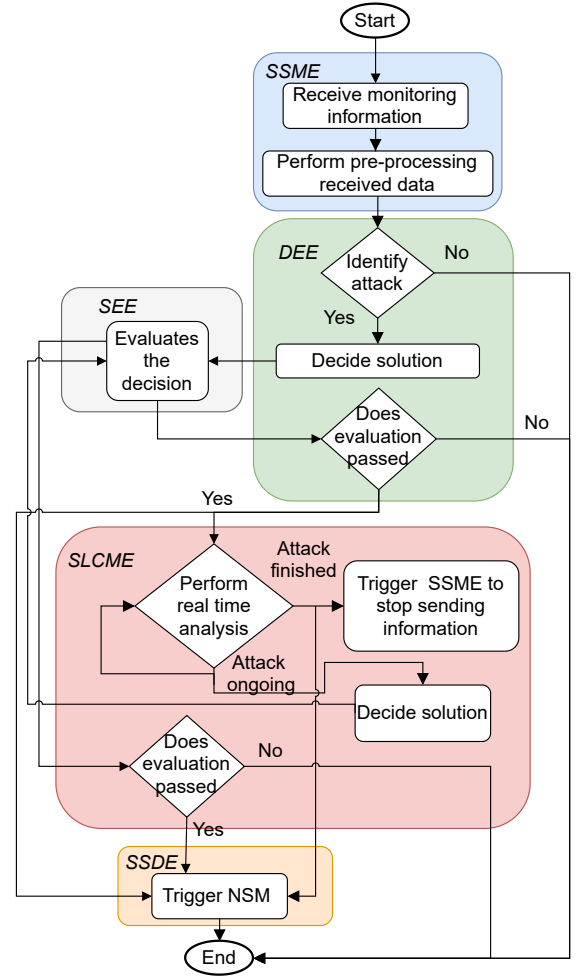 Start
SSME
Receive monitoring
information
Perform pre-processing
received data
DEE
Identify
attack
No
Yes
SEE
Evaluates
the
decision
Decide solution
Does
evaluation
passed
No
Yes
SLCME
Perform
real time
analysis
Attack
finished
Trigger SSME to
stop sending
information
Attack
ongoing
Decide solution
Does
evaluation
passed
No
Yes
SSDE
Trigger NSM
End